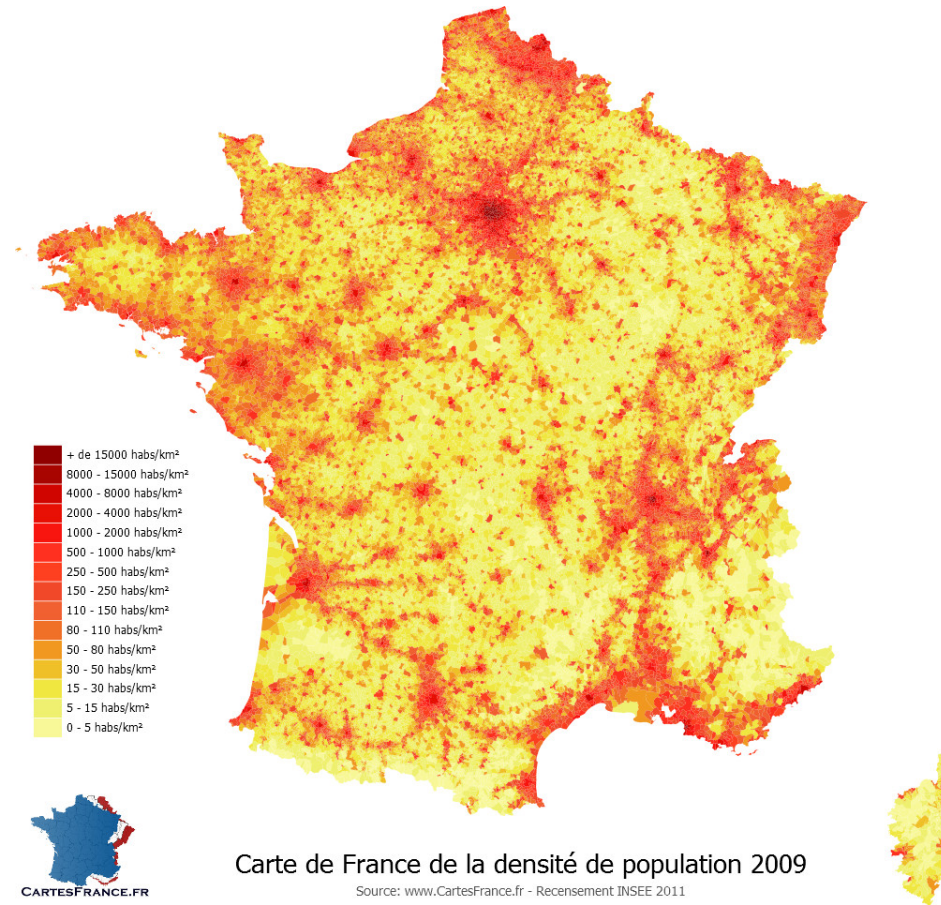 + de 15000 habs/km²
8000 - 15000 habs/km²
4000 - 8000 habs/km²
2000 - 4000 habs/km²
1000 - 2000 habs/km²
500 - 1000 habs/km²
250 - 500 habs/km²
150 - 250 habs/km²
110 - 150 habs/km²
80 - 110 habs/km²
50 - 80 habs/km²
30 - 50 habs/km²
15 - 30 habs/km²
5 - 15 habs/km²
0 - 5 habs/km²
Carte de France de la densité de population 2009
Source: www.CartesFrance.fr - Recensement INSEE 2011
CARTESFRANCE.FR